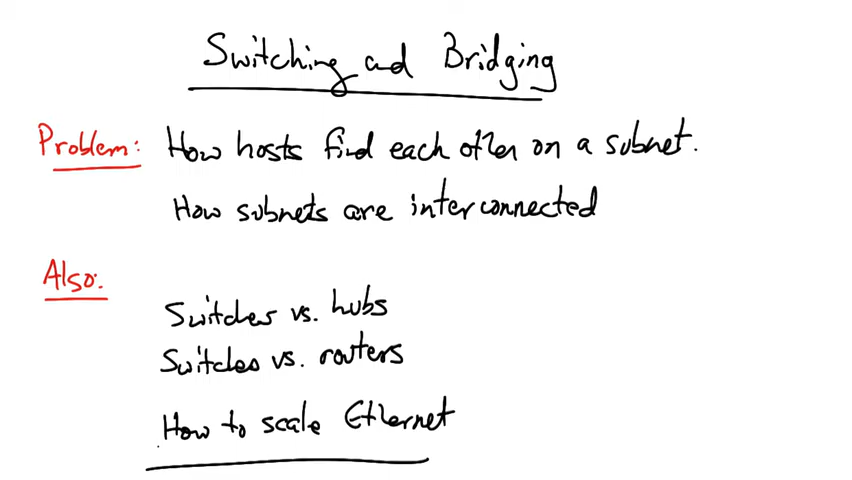 Switching and Bridging
Problem: How hosts find each other on a subnet.
How subnets are interconnected
Also:
Switches vs. hubs
Switches vs. routers
How to scale Ethernet